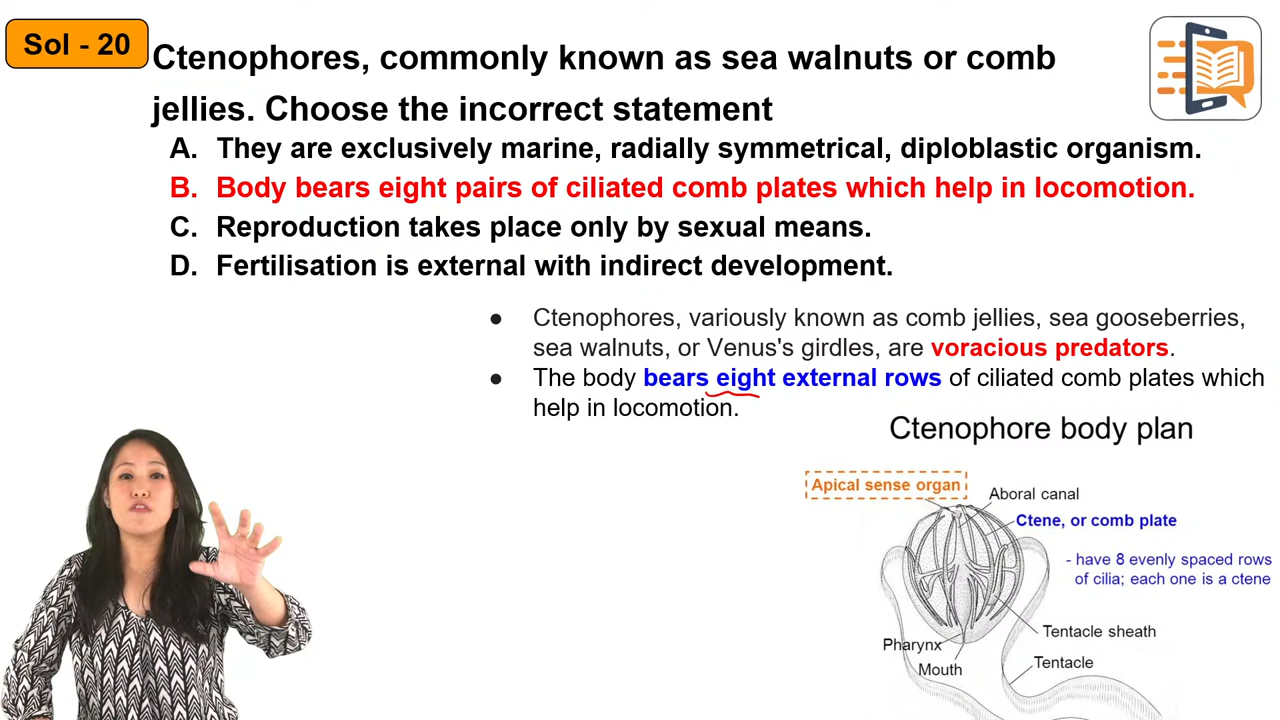 Sol - 20
Ctenophores, commonly known as sea walnuts or comb
jellies. Choose the incorrect statement
A. They are exclusively marine, radially symmetrical, diploblastic organism.
B. Body bears eight pairs of ciliated comb plates which help in locomotion.
C. Reproduction takes place only by sexual means.
D. Fertilisation is external with indirect development.
● Ctenophores, variously known as comb jellies, sea gooseberries,
sea walnuts, or Venus's girdles, are voracious predators.
● The body bears eight external rows of ciliated comb plates which
help in locomotion.
Ctenophore body plan
Apical sense organ
Aboral canal
Ctene, or comb plate
- have 8 evenly spaced rows
of cilia; each one is a ctene
Tentacle sheath
Pharynx
Mouth
Tentacle